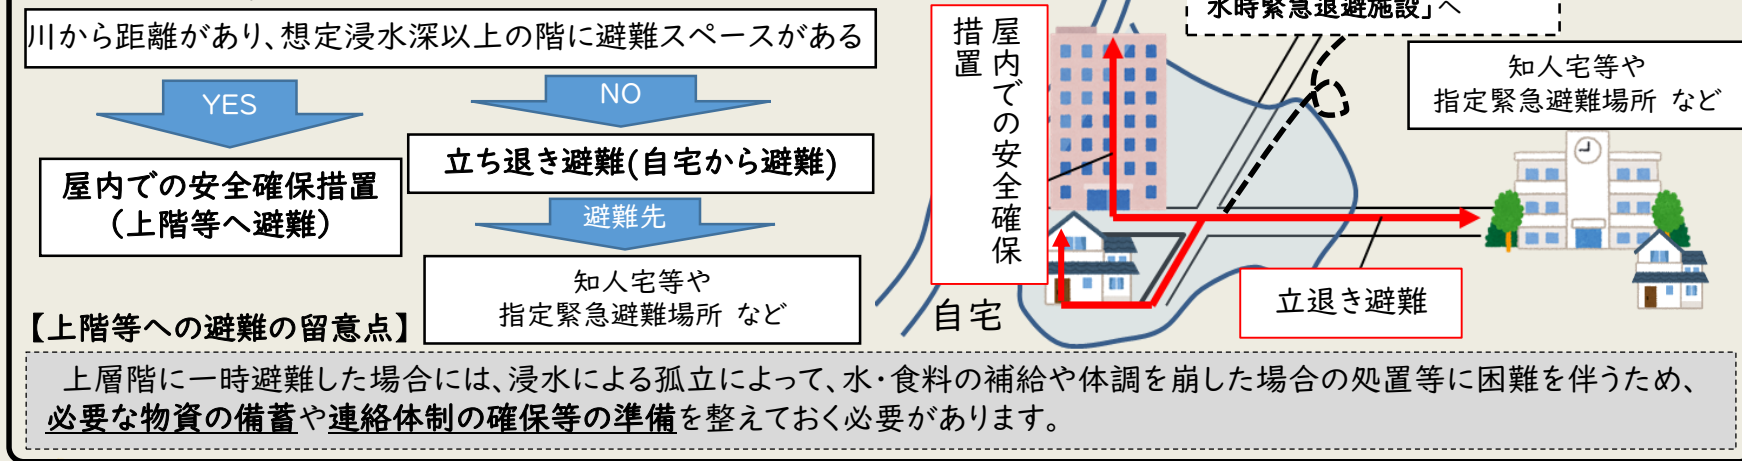 川から距離があり、想定浸水深以上の階に避難スペースがある
YES
NO
屋内での安全確保措置
(上階等へ避難)
立ち退き避難(自宅から避難)
避難先
知人宅等や
指定緊急避難場所 など
屋内での安全確保
措置
水時緊急退避施設」へ
知人宅等や
指定緊急避難場所 など
自宅
立退き避難
【上階等への避難の留意点】
上層階に一時避難した場合には、浸水による孤立によって、水・食料の補給や体調を崩した場合の処置等に困難を伴うため、
必要な物資の備蓄や連絡体制の確保等の準備を整えておく必要があります。